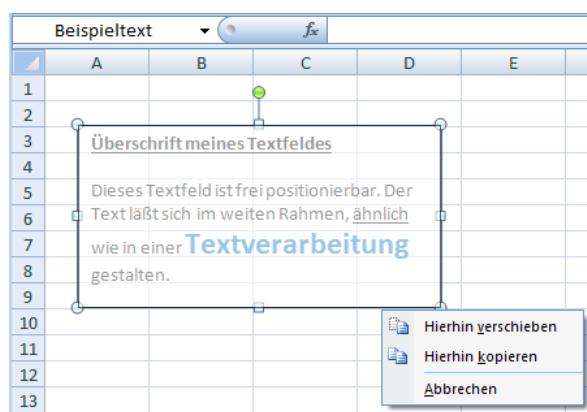 Beispieltext
fx
A B C D E
1
2
3
Überschrift meines Textfeldes
4
5
Dieses Textfeld ist frei positionierbar. Der
6
Text läßt sich im weiten Rahmen, ähnlich
7
wie in einer Textverarbeitung
8
gestalten.
9
10
Hierhin verschieben
11
Hierhin kopieren
12
Abbrechen
13